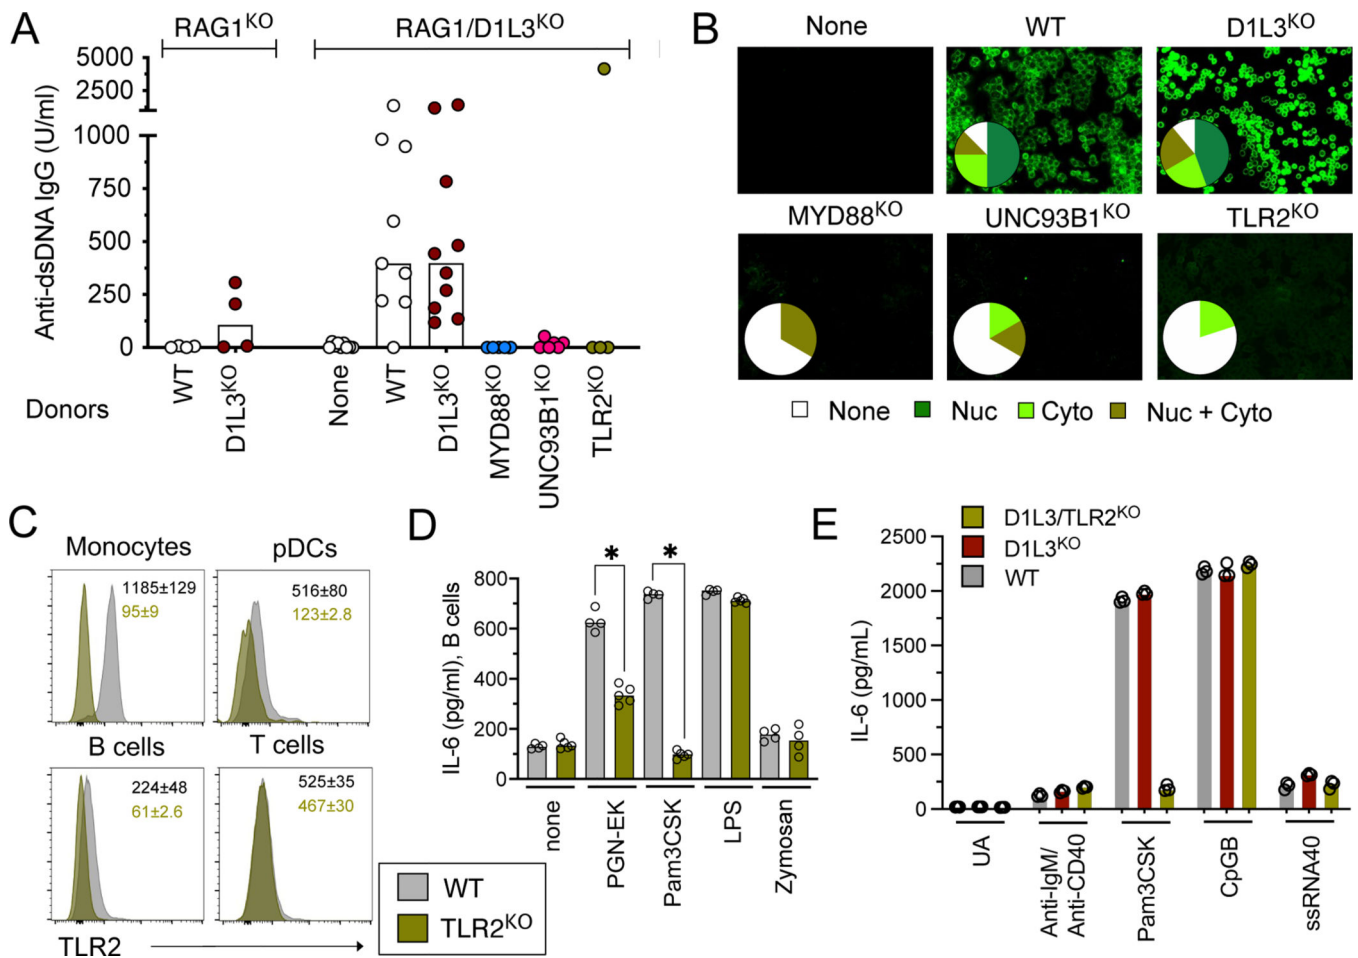 A
RAG1KO
RAG1/D1L3KO
5000
2500
1000
750
500
250
0
Anti-dsDNA IgG (U/ml)
Donors
WT
D1L3KO
None
WT
D1L3KO
MYD88KO
UNC93B1KO
TLR2KO
B
None
WT
D1L3KO
MYD88KO
UNC93B1KO
TLR2KO
None
Nuc
Cyto
Nuc + Cyto
C
Monocytes
1185±129
95±9
pDCs
516±80
123±2.8
B cells
224±48
61±2.6
T cells
525±35
467±30
TLR2
WT
TLR2KO
D
IL-6 (pg/ml), B cells
800
600
400
200
0
*
*
none
PGN-EK
Pam3CSK
LPS
Zymosan
E
D1L3/TLR2KO
D1L3KO
WT
IL-6 (pg/mL)
2500
2000
1500
1000
500
0
UA
Anti-IgM/
Anti-CD40
Pam3CSK
CpGB
ssRNA40